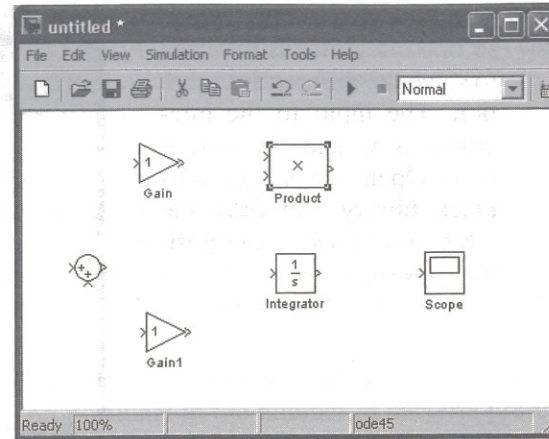 untitled *
File Edit View Simulation Format Tools Help
Normal
1
Gain
×
Product
1
s
Integrator
Scope
1
Gain1
Ready 100% ode45